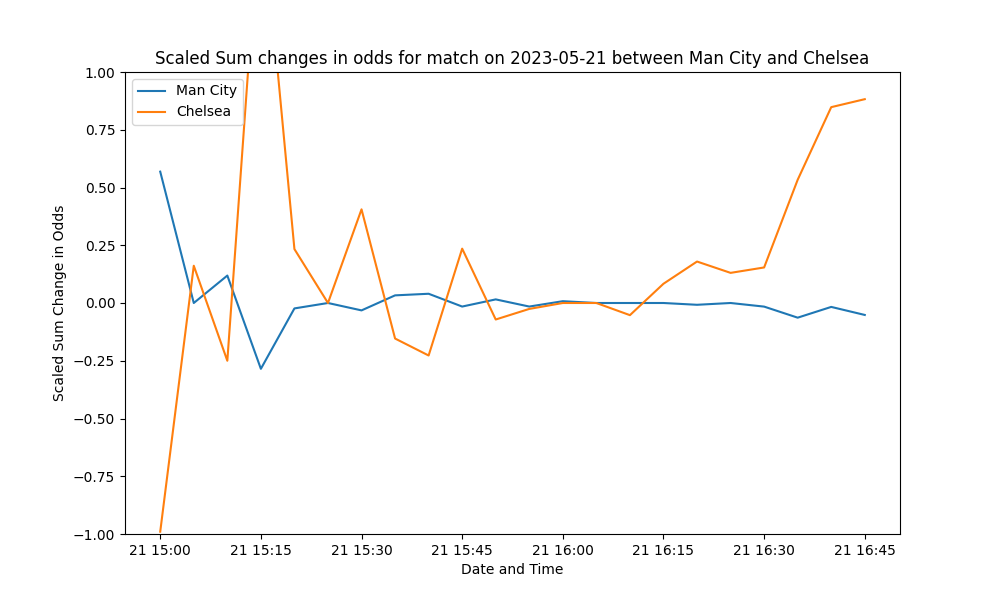 Scaled Sum changes in odds for match on 2023-05-21 between Man City and Chelsea
Man City
Chelsea
1.00
0.75
0.50
0.25
0.00
−0.25
−0.50
−0.75
−1.00
Scaled Sum Change in Odds
21 15:00 21 15:15 21 15:30 21 15:45 21 16:00 21 16:15 21 16:30 21 16:45
Date and Time